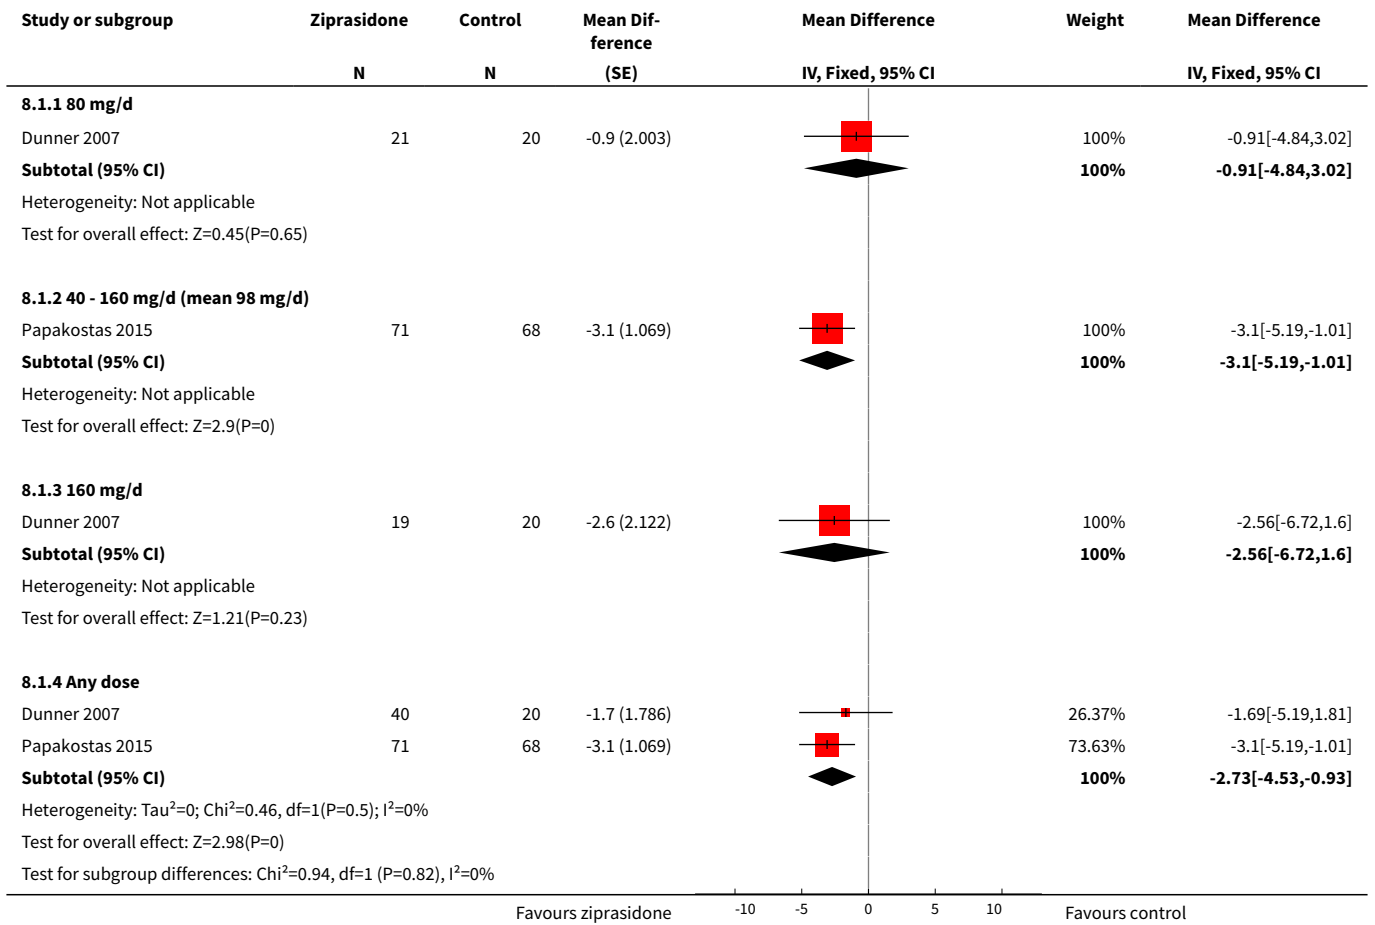 Study or subgroup Ziprasidone Control Mean Dif- Mean Difference Weight Mean Difference
ference
N N (SE) IV, Fixed, 95% CI IV, Fixed, 95% CI
8.1.1 80 mg/d
Dunner 2007 21 20 -0.9 (2.003) 100% -0.91[-4.84,3.02]
Subtotal (95% CI) 100% -0.91[-4.84,3.02]
Heterogeneity: Not applicable
Test for overall effect: Z=0.45(P=0.65)
8.1.2 40 - 160 mg/d (mean 98 mg/d)
Papakostas 2015 71 68 -3.1 (1.069) 100% -3.1[-5.19,-1.01]
Subtotal (95% CI) 100% -3.1[-5.19,-1.01]
Heterogeneity: Not applicable
Test for overall effect: Z=2.9(P=0)
8.1.3 160 mg/d
Dunner 2007 19 20 -2.6 (2.122) 100% -2.56[-6.72,1.6]
Subtotal (95% CI) 100% -2.56[-6.72,1.6]
Heterogeneity: Not applicable
Test for overall effect: Z=1.21(P=0.23)
8.1.4 Any dose
Dunner 2007 40 20 -1.7 (1.786) 26.37% -1.69[-5.19,1.81]
Papakostas 2015 71 68 -3.1 (1.069) 73.63% -3.1[-5.19,-1.01]
Subtotal (95% CI) 100% -2.73[-4.53,-0.93]
Heterogeneity: Tau²=0; Chi²=0.46, df=1(P=0.5); I²=0%
Test for overall effect: Z=2.98(P=0)
Test for subgroup differences: Chi²=0.94, df=1 (P=0.82), I²=0%
Favours ziprasidone -10 -5 0 5 10 Favours control